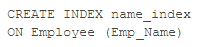 CREATE INDEX name_index
ON Employee (Emp_Name)